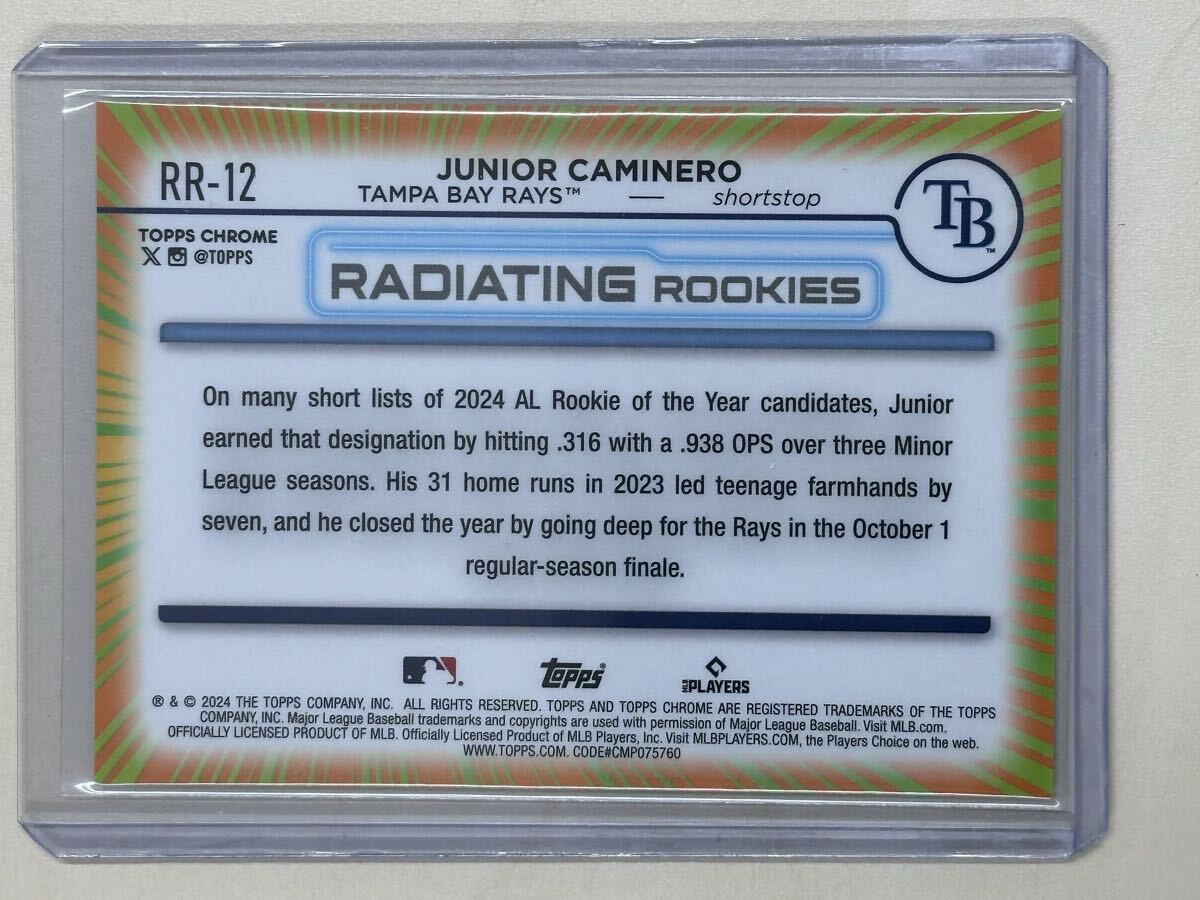 RR-12
JUNIOR CAMINERO
TAMPA BAY RAYS™ — shortstop
TB™
TOPPS CHROME
@TOPPS
RADIATING ROOKIES
On many short lists of 2024 AL Rookie of the Year candidates, Junior
earned that designation by hitting .316 with a .938 OPS over three Minor
League seasons. His 31 home runs in 2023 led teenage farmhands by
seven, and he closed the year by going deep for the Rays in the October 1
regular-season finale.
topps®
MLB PLAYERS
® & © 2024 THE TOPPS COMPANY, INC. ALL RIGHTS RESERVED. TOPPS AND TOPPS CHROME ARE REGISTERED TRADEMARKS OF THE TOPPS
COMPANY, INC. Major League Baseball trademarks and copyrights are used with permission of Major League Baseball. Visit MLB.com.
OFFICIALLY LICENSED PRODUCT OF MLB. Officially Licensed Product of MLB Players, Inc. Visit MLBPLAYERS.COM, the Players Choice on the web.
WWW.TOPPS.COM. CODE#CMP075760